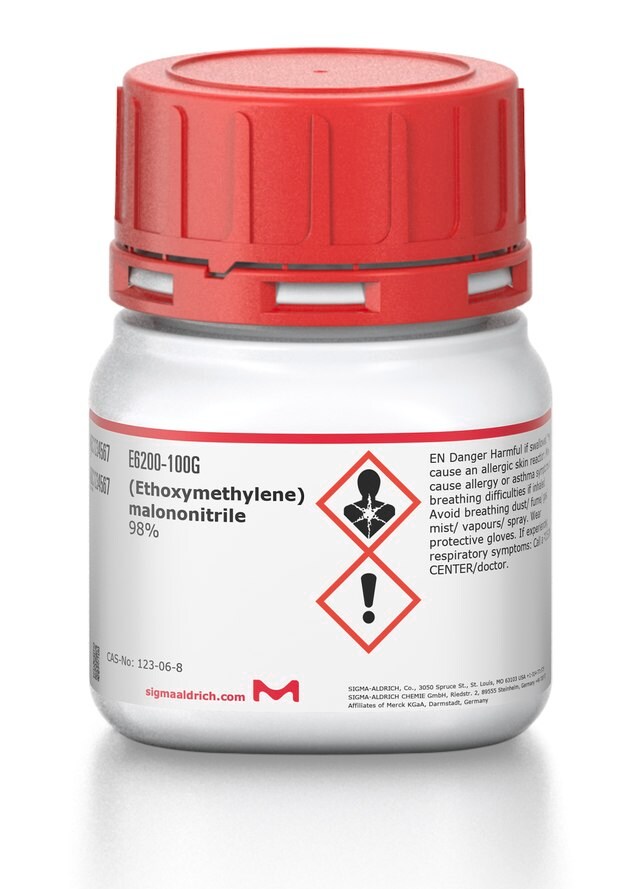 E6200-100G
(Ethoxymethylene)
malononitrile
98%
EN Danger Harmful if swallowed
cause an allergic skin
cause allergy or asthma
breathing difficulties if inhaled
Avoid breathing dust/ fume
mist/ vapours/ spray. Wear
protective gloves. If
respiratory symptoms: Call
CENTER/doctor.
CAS-No: 123-06-8
sigmaaldrich.com
SIGMA-ALDRICH, Co., 3050 Spruce St., St. Louis, MO 63103 USA
SIGMA-ALDRICH CHEMIE GmbH, Riedstr. 2, 89555 Steinheim, Germany
Affiliates of Merck KGaA, Darmstadt, Germany